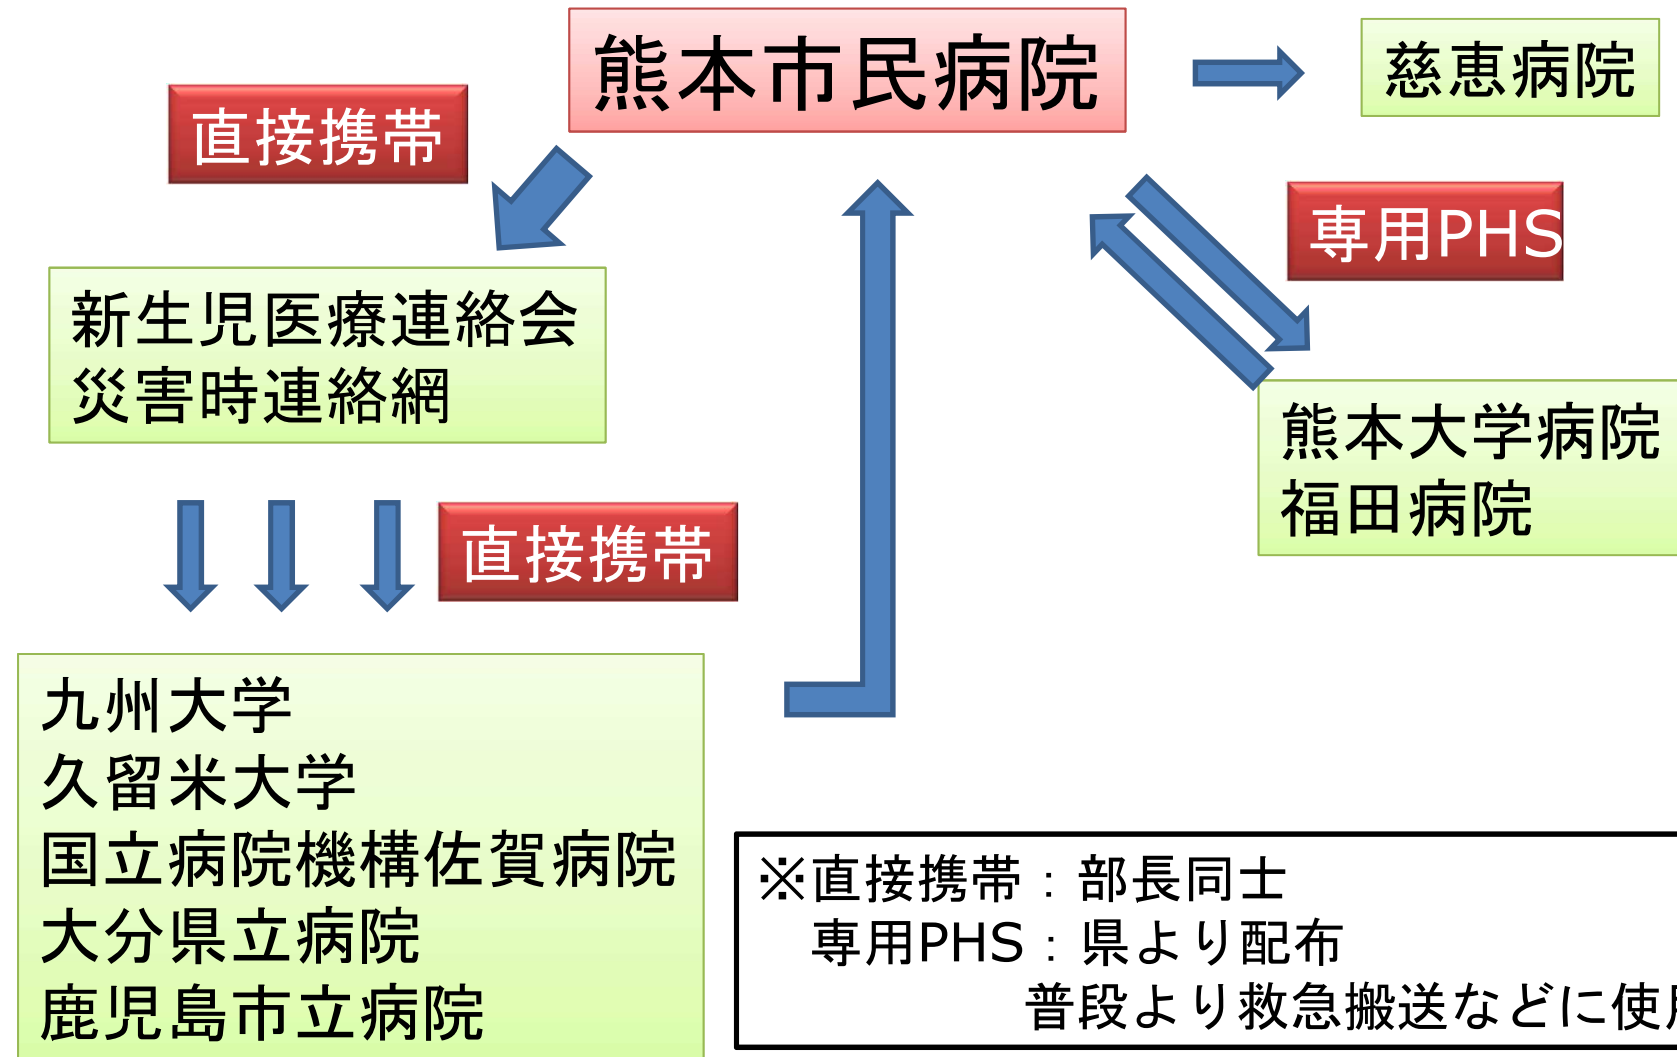 熊本市民病院
慈恵病院
直接携帯
専用PHS
新生児医療連絡会
災害時連絡網
熊本大学病院
福田病院
直接携帯
九州大学
久留米大学
国立病院機構佐賀病院
大分県立病院
鹿児島市立病院
※直接携帯：部長同士
専用PHS：県より配布
普段より救急搬送などに使用